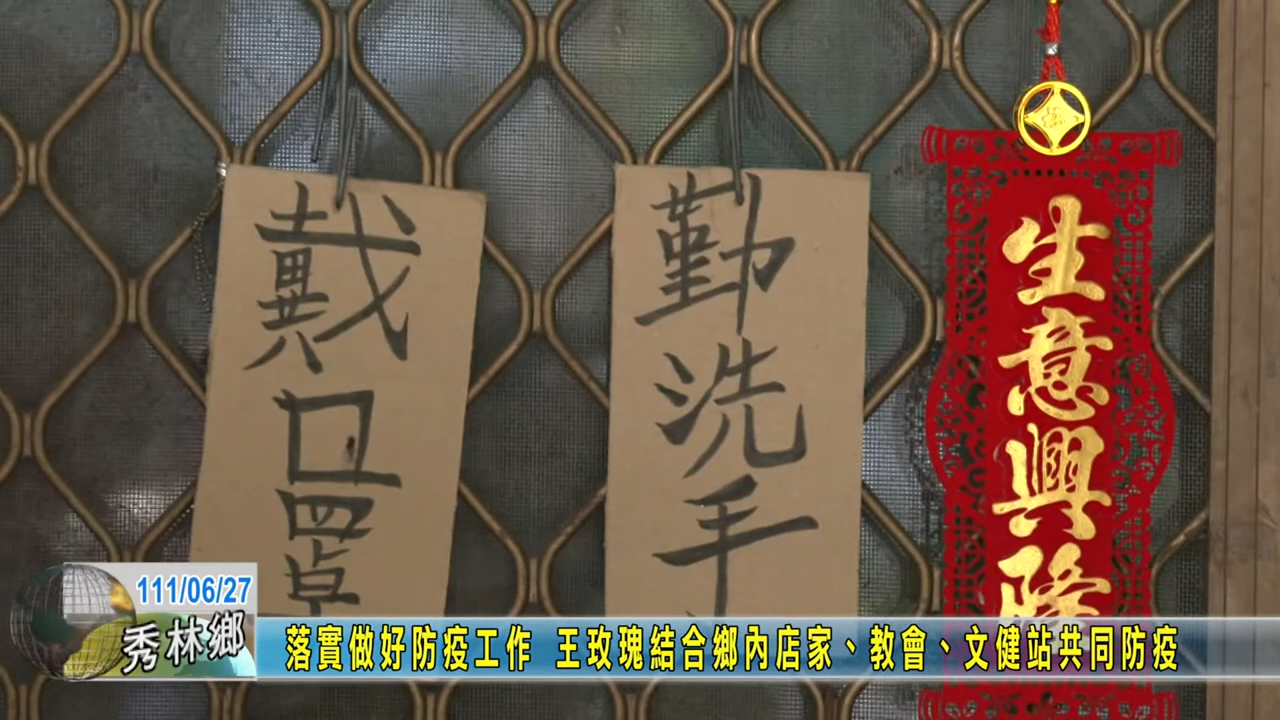 戴口罩
勤洗手
生意興隆
111/06/27
秀林鄉
落實做好防疫工作 王玫瑰結合鄉內店家、教會、文健站共同防疫